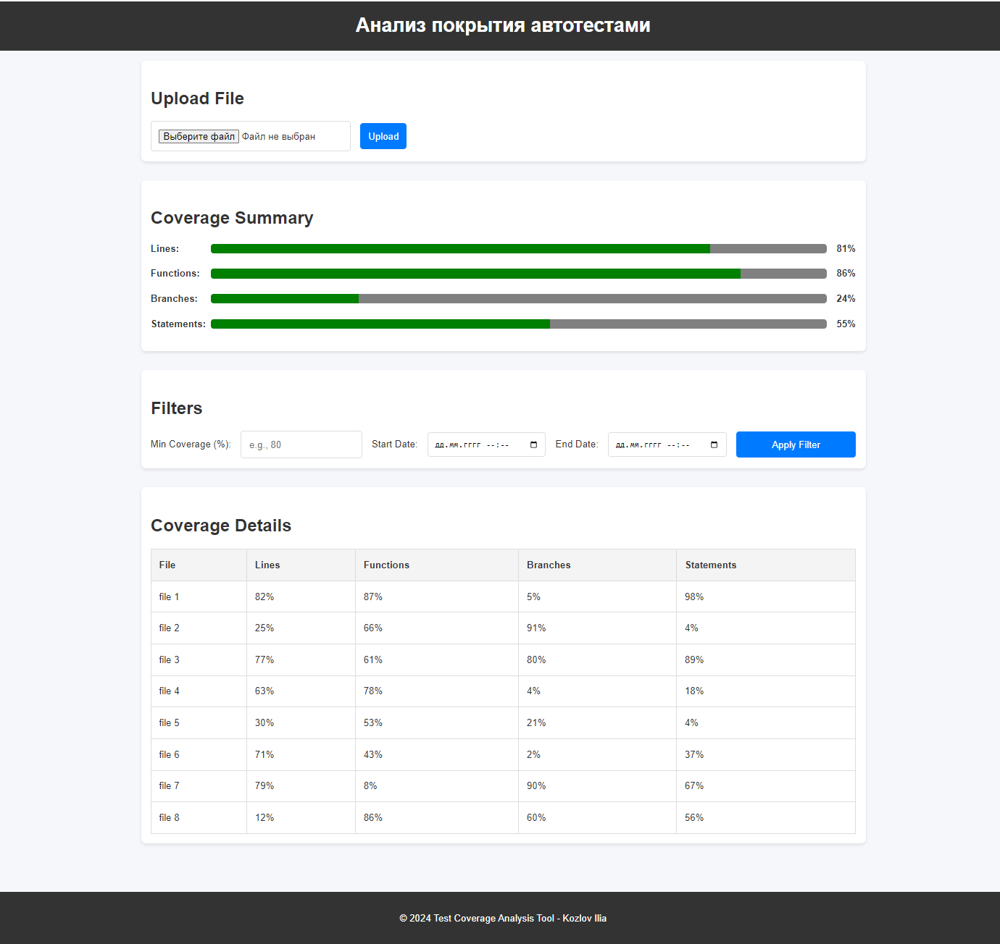 Анализ покрытия автотестами
Upload File
Выберите файл Файл не выбран Upload
Coverage Summary
Lines: 81%
Functions: 86%
Branches: 24%
Statements: 55%
Filters
Min Coverage (%): e.g., 80 Start Date: дд.мм.гггг --:-- End Date: дд.мм.гггг --:-- Apply Filter
Coverage Details
File Lines Functions Branches Statements
file 1 82% 87% 5% 98%
file 2 25% 66% 91% 4%
file 3 77% 61% 80% 89%
file 4 63% 78% 4% 18%
file 5 30% 53% 21% 4%
file 6 71% 43% 2% 37%
file 7 79% 8% 90% 67%
file 8 12% 86% 60% 56%
© 2024 Test Coverage Analysis Tool - Kozlov Ilia